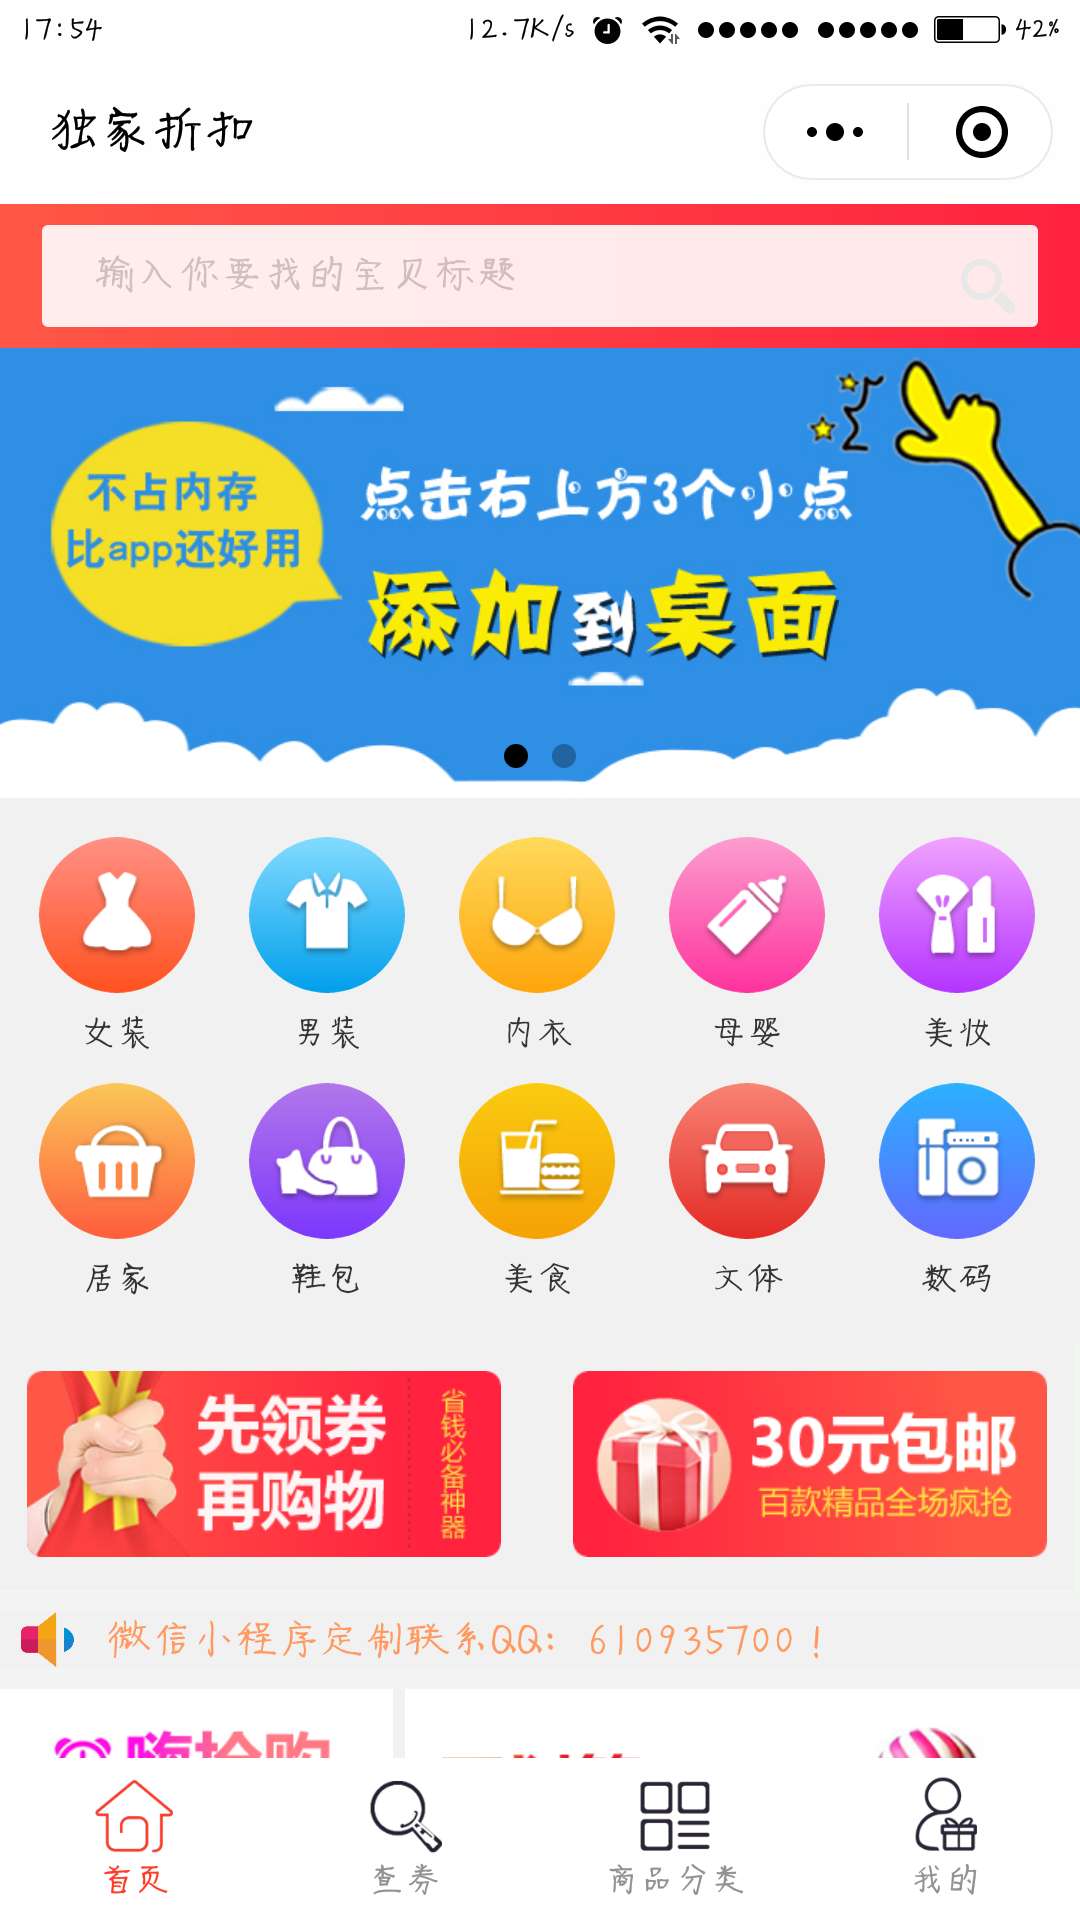 17:54
12.7K/s
42%
独家折扣
输入你要找的宝贝标题
不占内存
比app还好用
点击右上方3个小点
添加到桌面
女装
男装
内衣
母婴
美妆
居家
鞋包
美食
文体
数码
先领券
再购物
省钱必备神器
30元包邮
百款精品全场疯抢
微信小程序定制联系QQ: 610935700！
嗨抢购
首页
查券
商品分类
我的